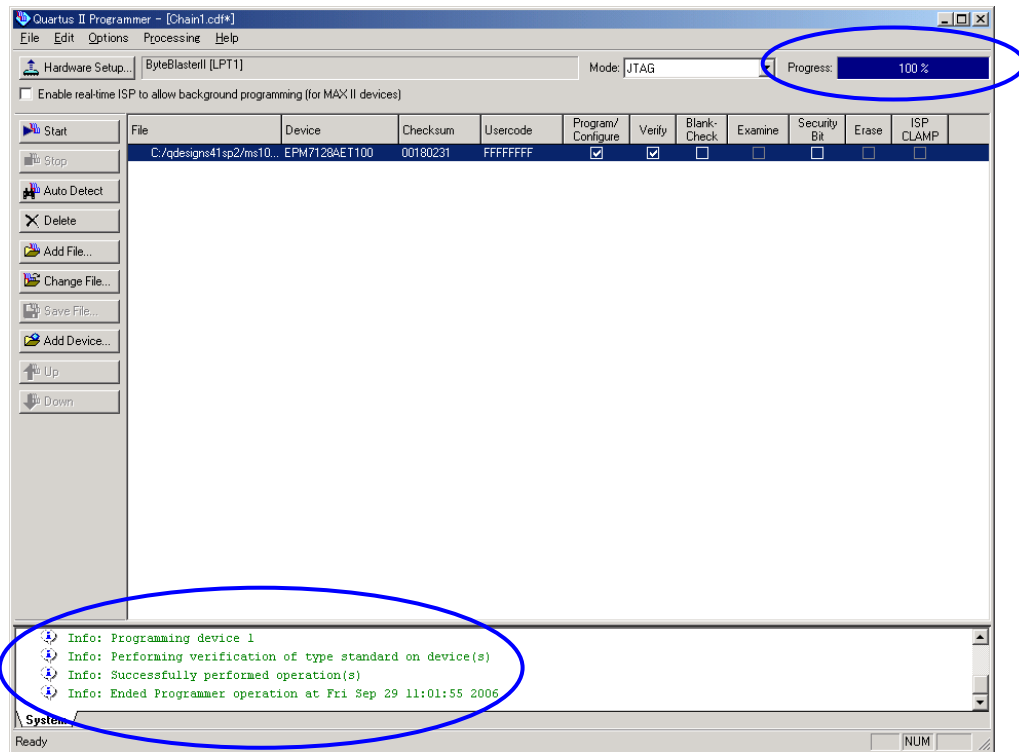 Quartus II Programmer - [Chain1.cdf*]
File Edit Options Processing Help
Hardware Setup... ByteBlasterII [LPT1] Mode: JTAG Progress: 100 %
Enable real-time ISP to allow background programming (for MAX II devices)
Start
Stop
Auto Detect
Delete
Add File...
Change File...
Save File...
Add Device...
Up
Down
File Device Checksum Usercode Program/Configure Verify Blank-Check Examine Security Bit Erase ISP CLAMP
C:/qdesigns41sp2/ms10... EPM7128AET100 00180231 FFFFFFFF
Info: Programming device 1
Info: Performing verification of type standard on device(s)
Info: Successfully performed operation(s)
Info: Ended Programmer operation at Fri Sep 29 11:01:55 2006
System
Ready NUM